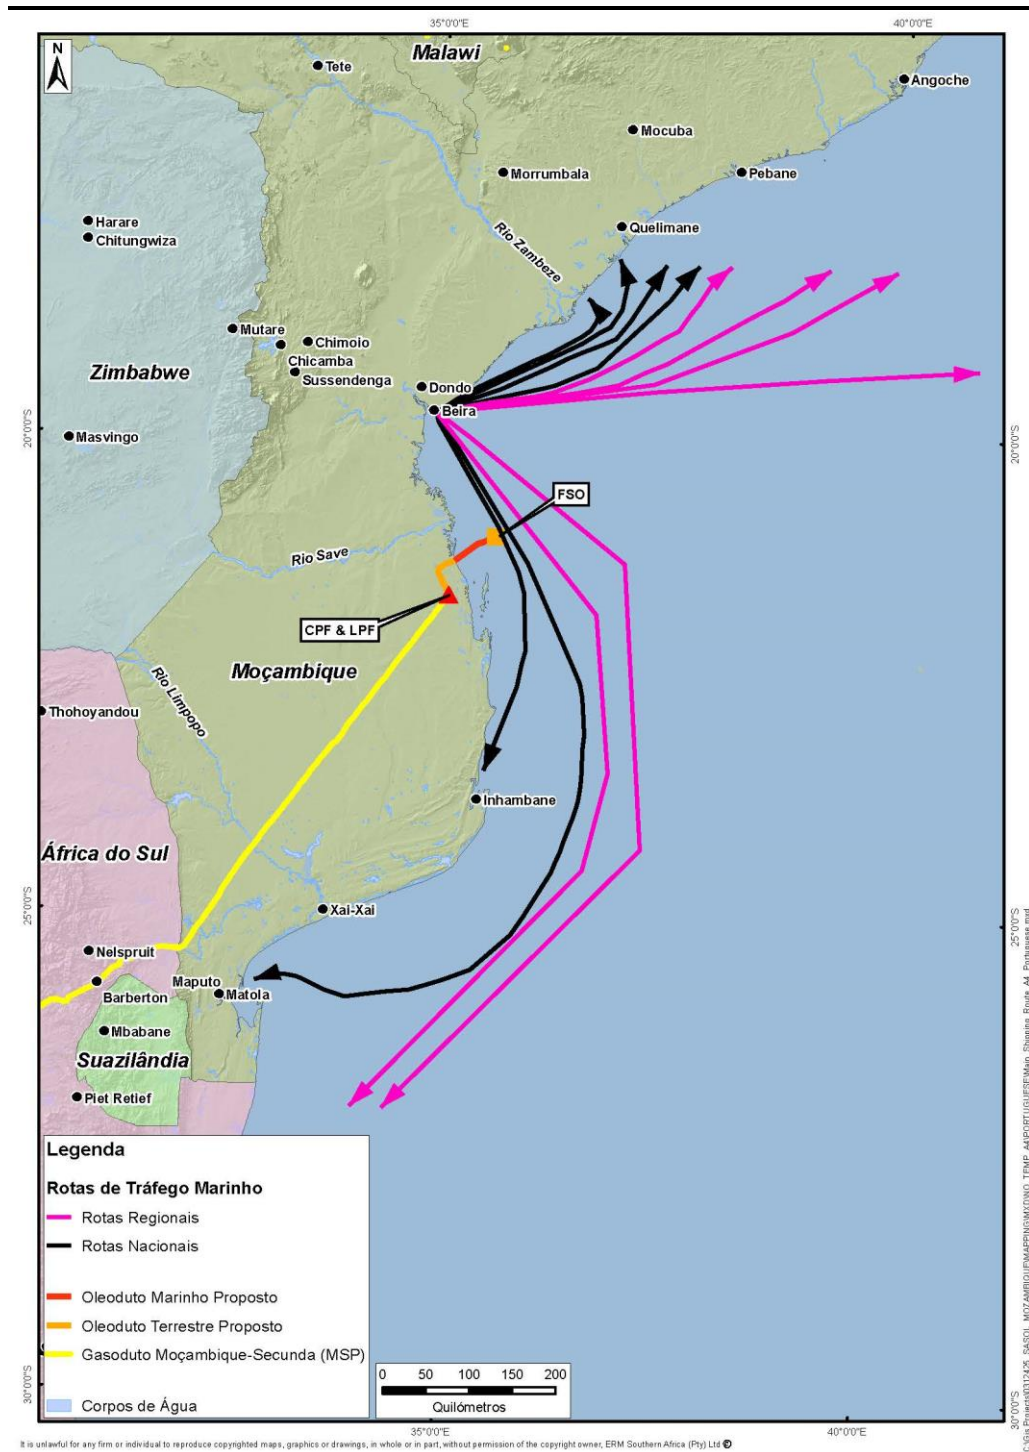 35°0'0"E
40°0'0"E
N
Malawi
Tete
Angoche
Mocuba
Morrumbala
Pebane
Harare
Chitungwiza
Quelimane
Rio Zambeze
Mutare
Chimoio
Chicamba
Zimbabwe
Sussendenga
Dondo
Beira
20°0'0"S
20°0'0"S
Masvingo
FSO
Rio Save
CPF & LPF
Moçambique
Rio Limpopo
Thohoyandou
Inhambane
África do Sul
Xai-Xai
25°0'0"S
25°0'0"S
Nelspruit
Maputo
Matola
Barberton
Mbabane
Suazilândia
Piet Retief
Legenda
Rotas de Tráfego Marinho
Rotas Regionais
Rotas Nacionais
Oleoduto Marinho Proposto
Oleoduto Terrestre Proposto
Gasoduto Moçambique-Secunda (MSP)
Corpos de Água
0 50 100 150 200
Quilómetros
30°0'0"S
30°0'0"S
35°0'0"E
40°0'0"E
It is unlawful for any firm or individual to reproduce copyrighted maps, graphics or drawings, in whole or in part, without permission of the copyright owner, ERM Southern Africa (Pty) Ltd ©